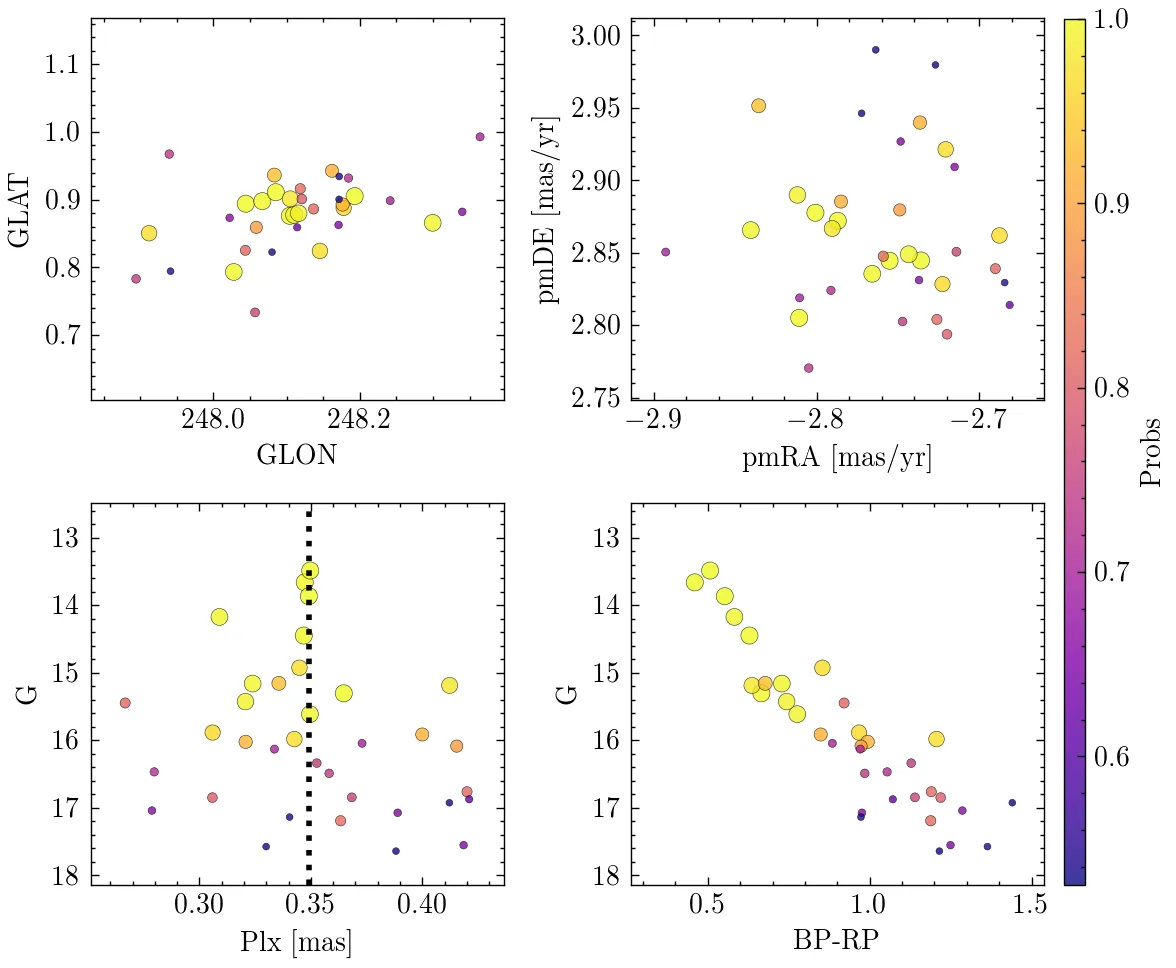 1.1
1.0
0.9
0.8
0.7
GLAT
248.0 248.2
GLON
3.00
2.95
2.90
2.85
2.80
2.75
pmDE [mas/yr]
−2.9 −2.8 −2.7
pmRA [mas/yr]
1.0
0.9
0.8
0.7
0.6
Probs
13
14
15
16
17
18
G
0.30 0.35 0.40
Plx [mas]
13
14
15
16
17
18
G
0.5 1.0 1.5
BP-RP